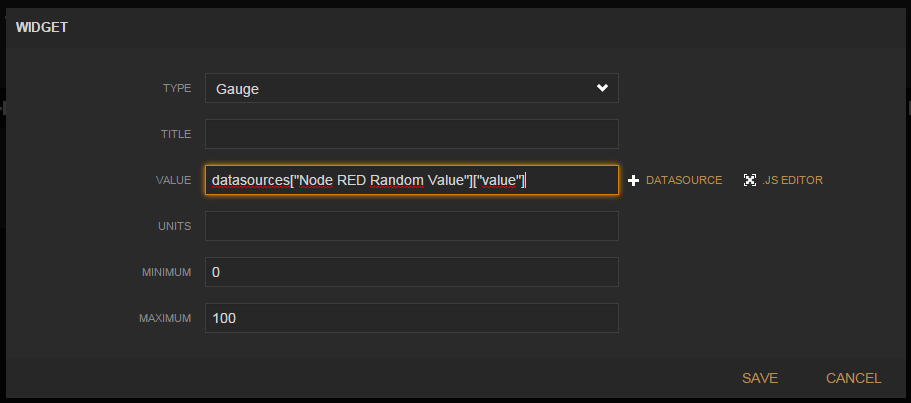 WIDGET
TYPE Gauge
TITLE
VALUE datasources["Node RED Random Value"]["value"] DATASOURCE .JS EDITOR
UNITS
MINIMUM 0
MAXIMUM 100
SAVE CANCEL